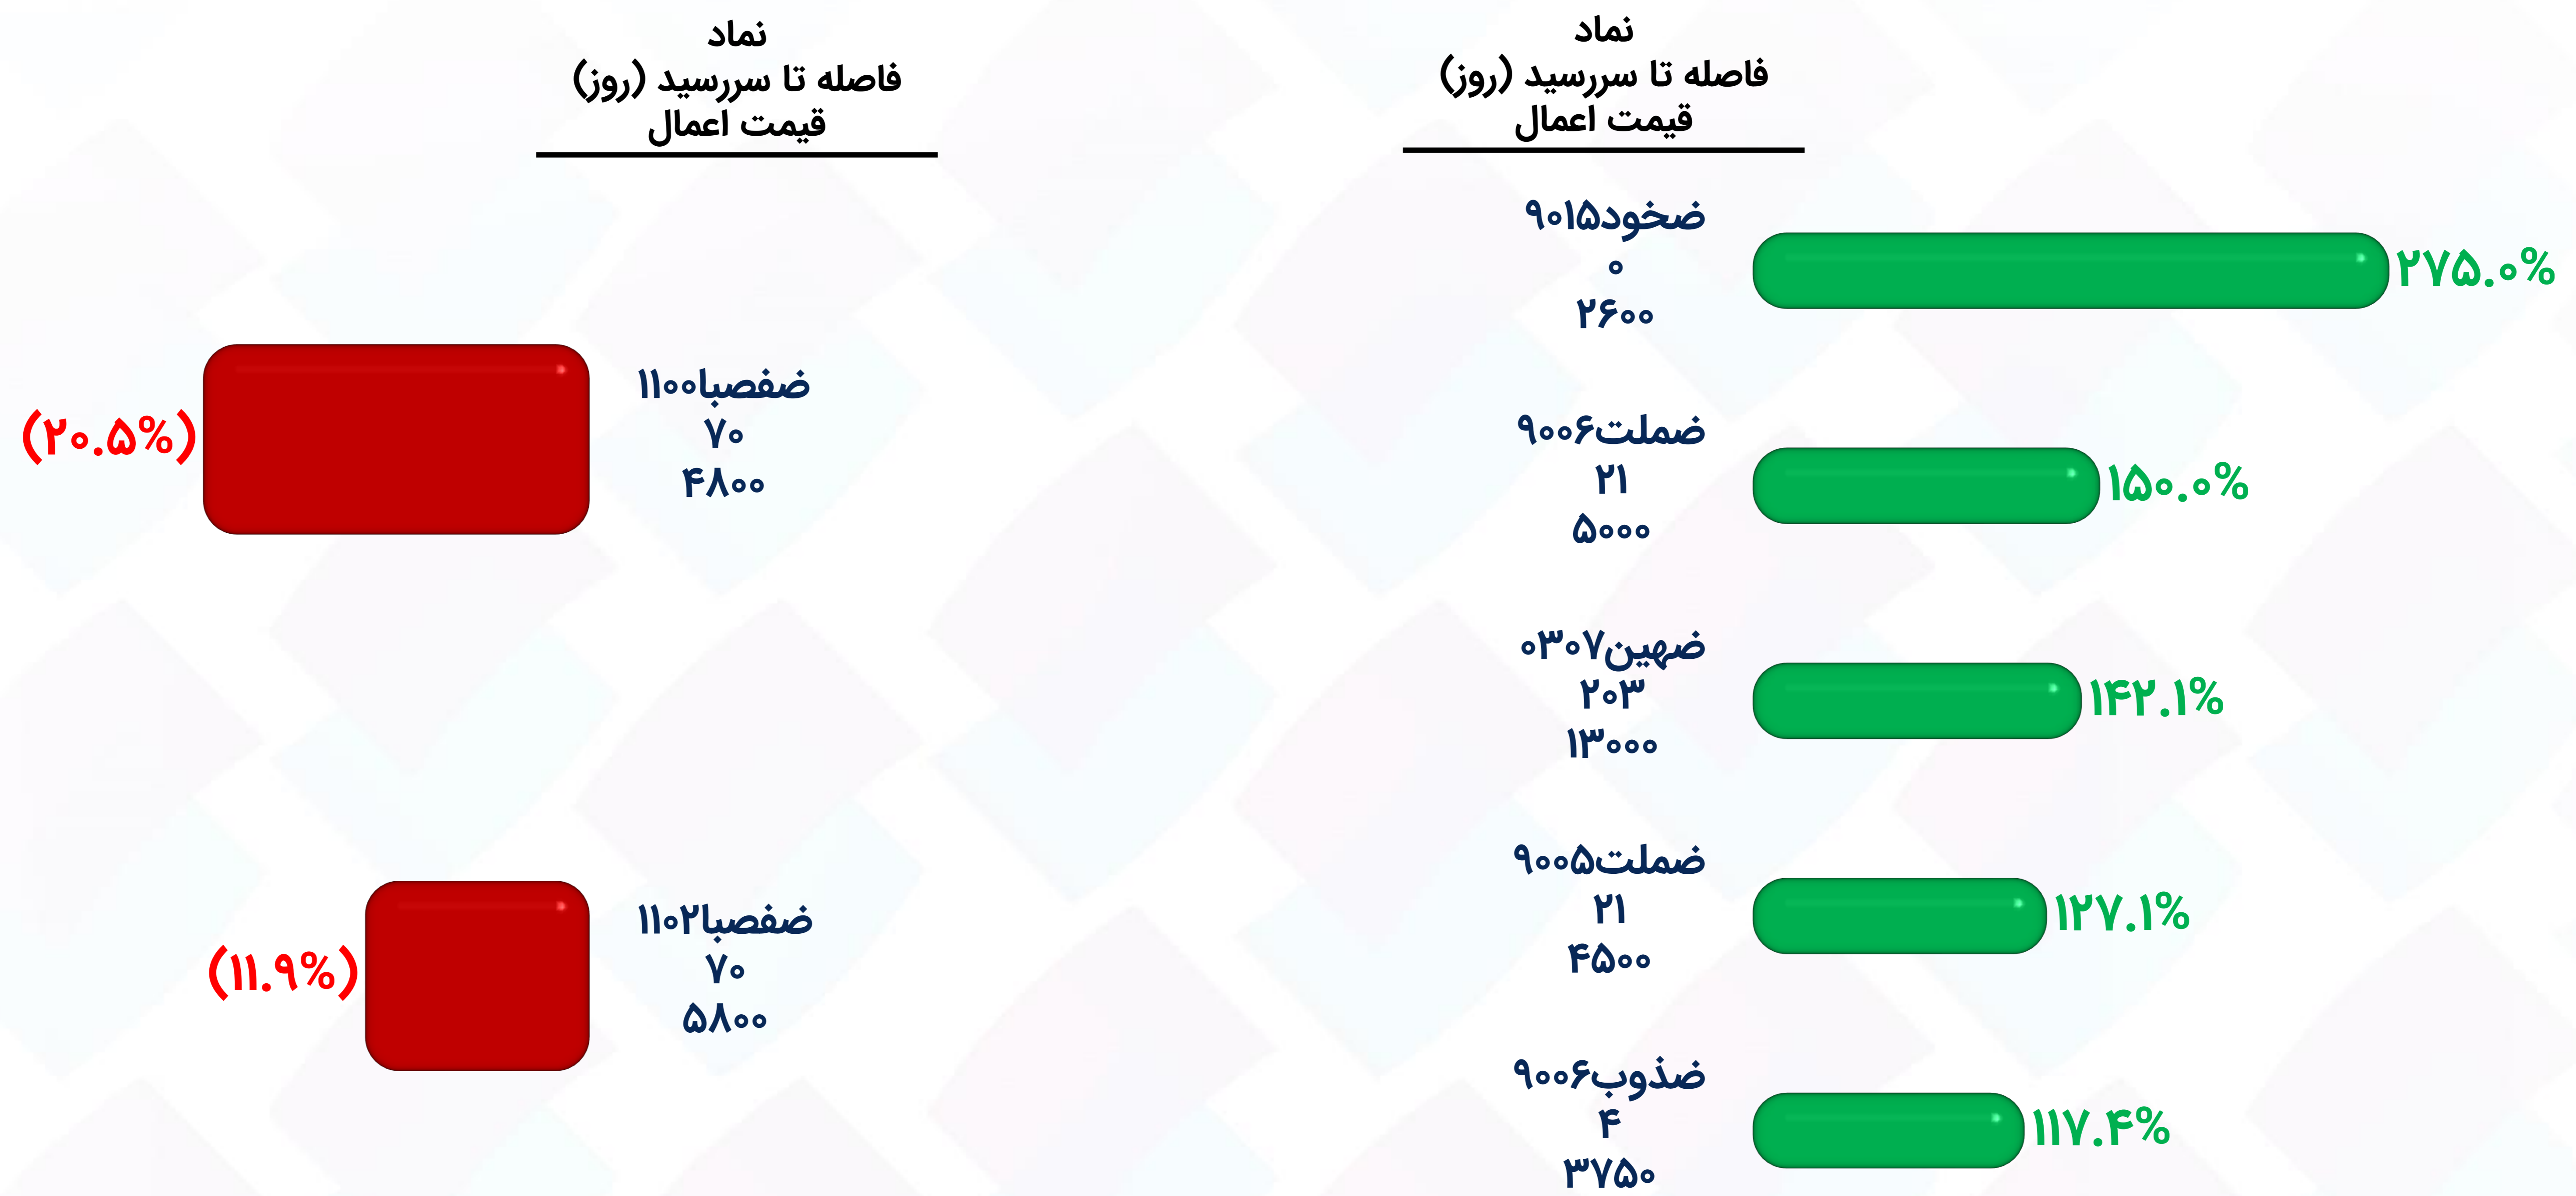 نماد
فاصله تا سررسید (روز)
قیمت اعمال
ضخود۹۰۱۵
۰
۲۶۰۰
۲۷۵.۰%
ضملت۹۰۰۶
۲۱
۵۰۰۰
۱۵۰.۰%
ضهین۰۳۰۷
۲۰۳
۱۳۰۰۰
۱۴۲.۱%
ضملت۹۰۰۵
۲۱
۴۵۰۰
۱۲۷.۱%
ضذوب۹۰۰۶
۴
۳۷۵۰
۱۱۷.۴%
نماد
فاصله تا سررسید (روز)
قیمت اعمال
ضفصبا۱۱۰۰
۷۰
۴۸۰۰
(۲۰.۵%)
ضفصبا۱۱۰۲
۷۰
۵۸۰۰
(۱۱.۹%)